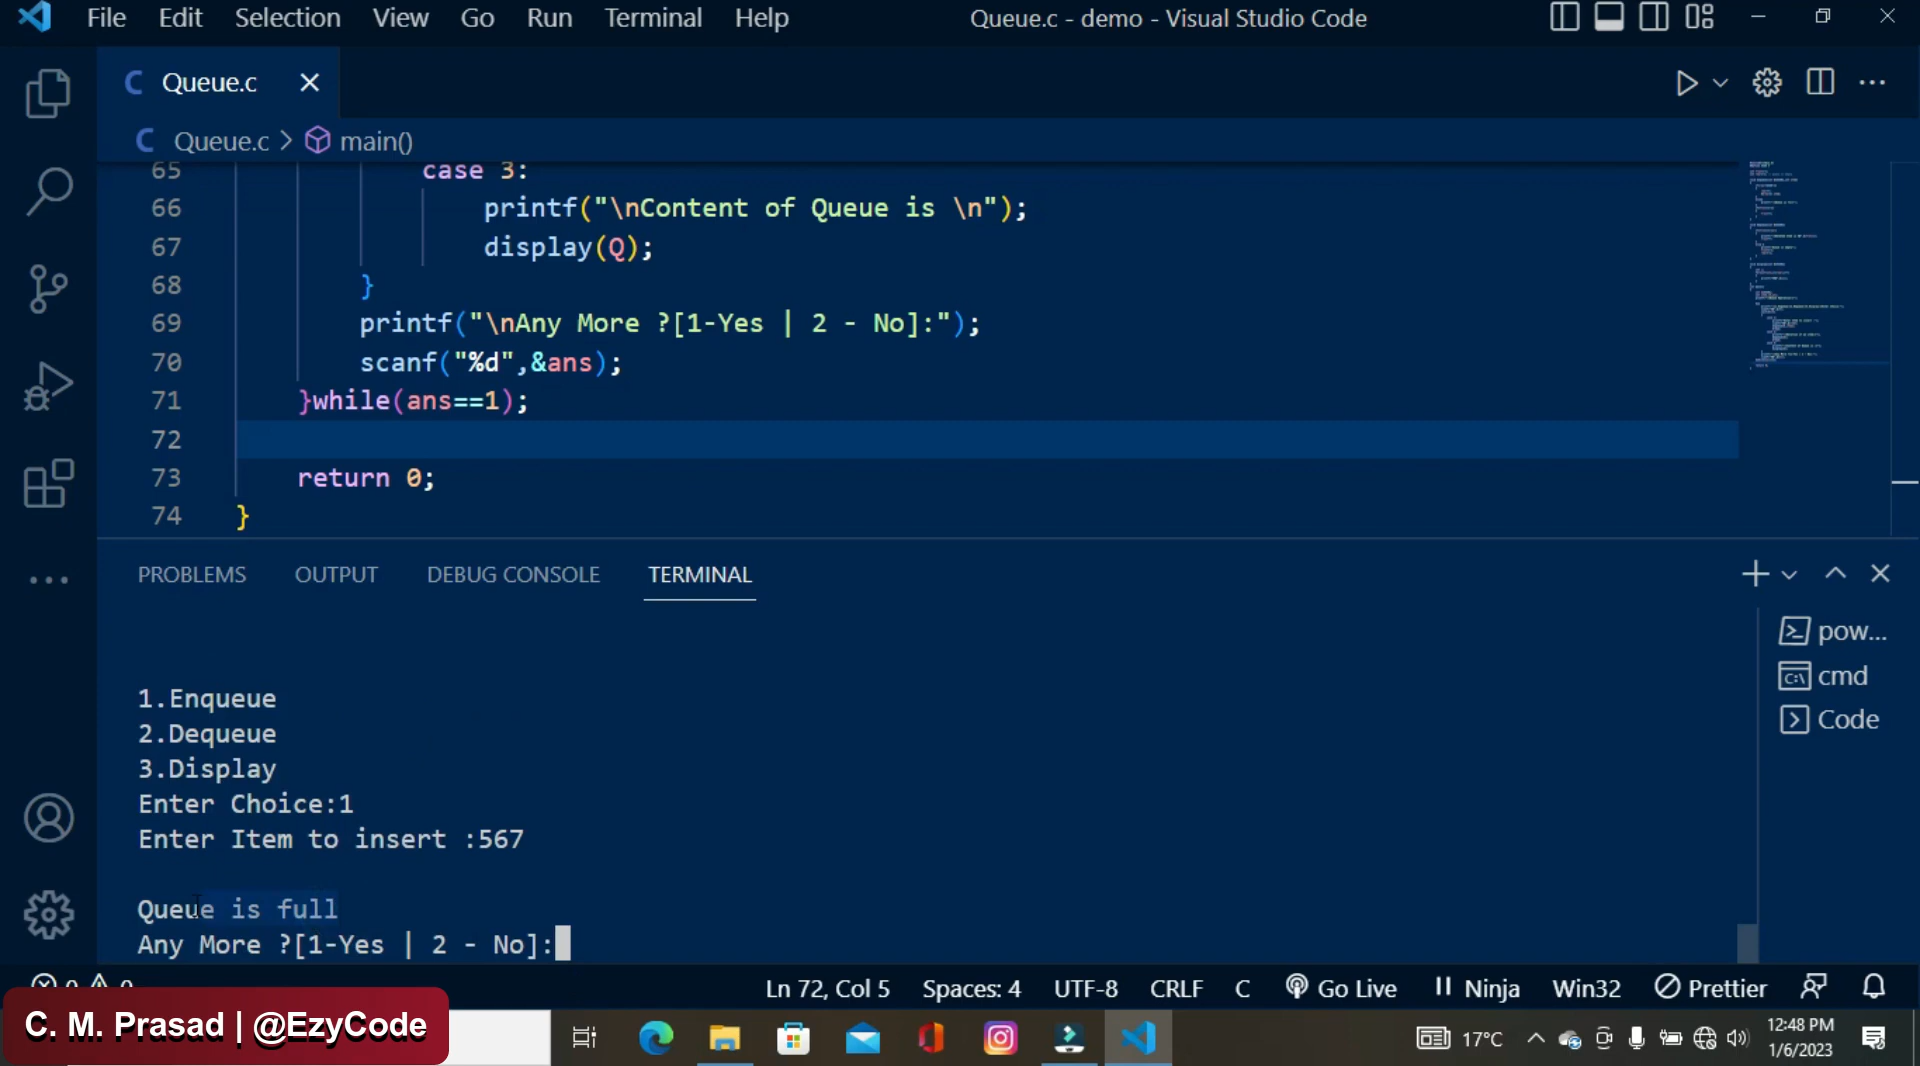 File Edit Selection View Go Run Terminal Help Queue.c - demo - Visual Studio Code
C Queue.c
C Queue.c > main()
65 case 3:
66 printf("\nContent of Queue is \n");
67 display(Q);
68 }
69 printf("\nAny More ?[1-Yes | 2 - No]:");
70 scanf("%d",&ans);
71 }while(ans==1);
72
73 return 0;
74 }
PROBLEMS OUTPUT DEBUG CONSOLE TERMINAL
pow...
cmd
Code
1.Enqueue
2.Dequeue
3.Display
Enter Choice:1
Enter Item to insert :567
Queue is full
Any More ?[1-Yes | 2 - No]:
0 0 Ln 72, Col 5 Spaces: 4 UTF-8 CRLF C Go Live Ninja Win32 Prettier
C. M. Prasad | @EzyCode
17°C 12:48 PM
1/6/2023